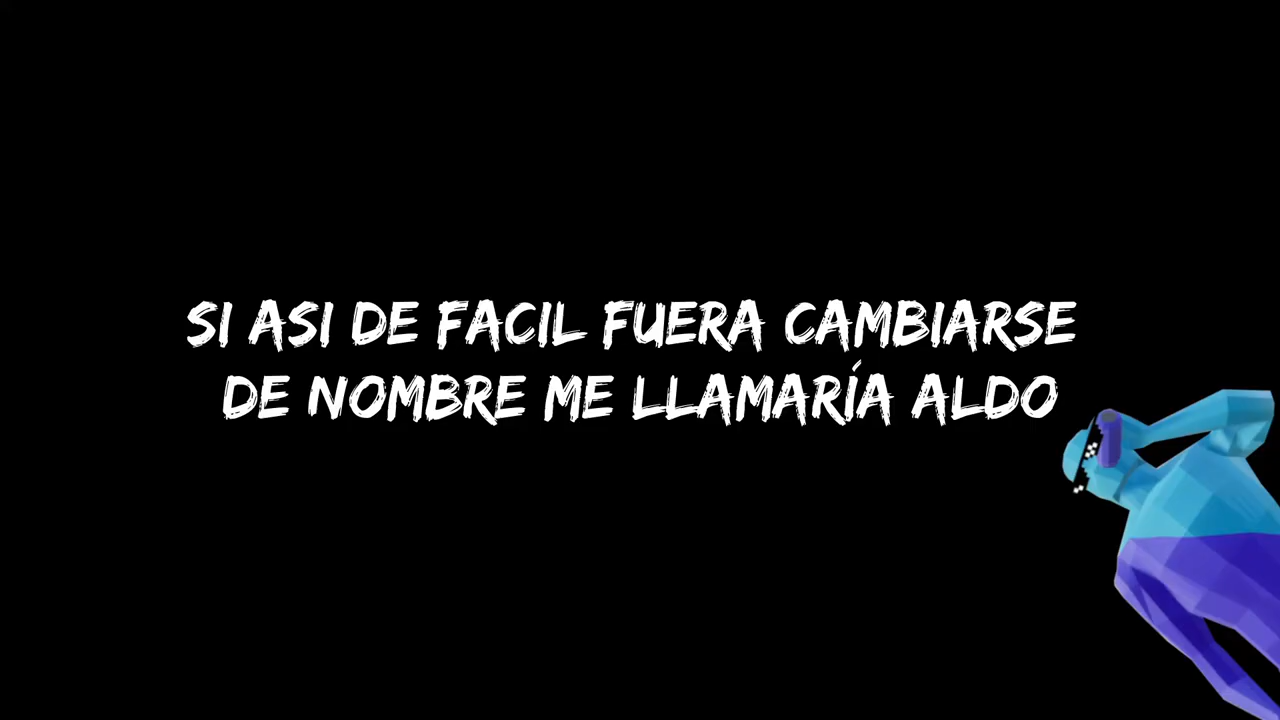 SI ASI DE FACIL FUERA CAMBIARSE
DE NOMBRE ME LLAMARÍA ALDO